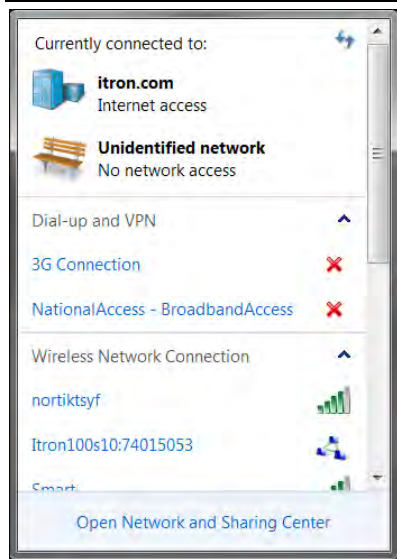 Currently connected to:
itron.com
Internet access
Unidentified network
No network access
Dial-up and VPN
3G Connection
NationalAccess - BroadbandAccess
Wireless Network Connection
nortiktsyf
Itron100s10:74015053
Smart
Open Network and Sharing Center